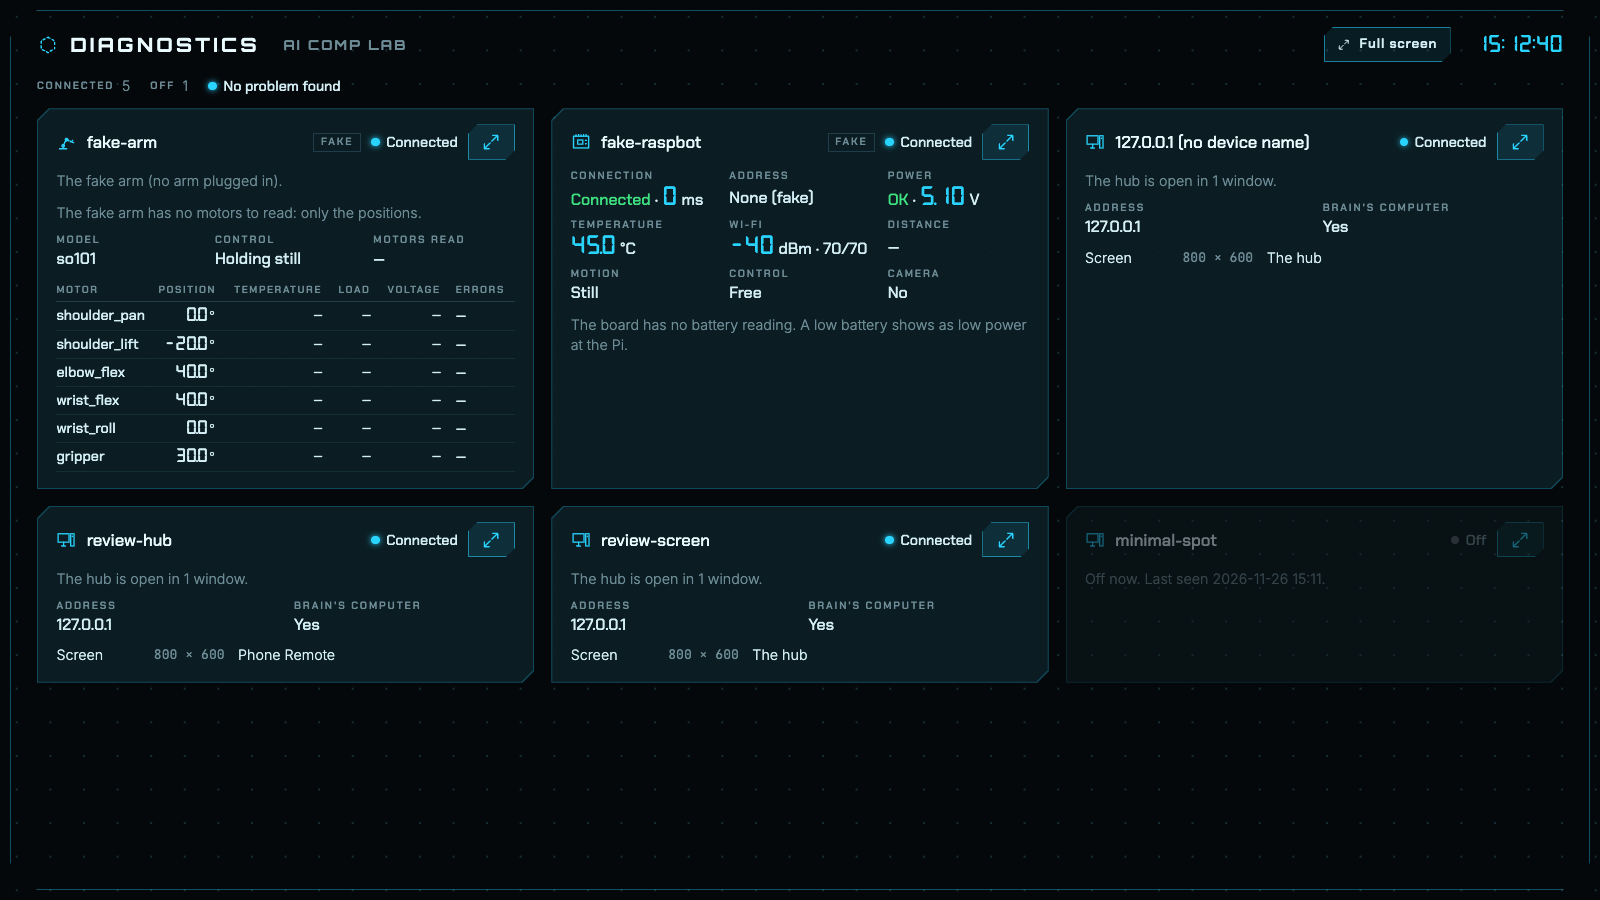 DIAGNOSTICS AI COMP LAB Full screen 15:12:40
CONNECTED 5 OFF 1 No problem found
fake-arm FAKE Connected
The fake arm (no arm plugged in).
The fake arm has no motors to read: only the positions.
MODEL CONTROL MOTORS READ
so101 Holding still –
MOTOR POSITION TEMPERATURE LOAD VOLTAGE ERRORS
shoulder_pan 0.0° – – – –
shoulder_lift -20.0° – – – –
elbow_flex 40.0° – – – –
wrist_flex 40.0° – – – –
wrist_roll 0.0° – – – –
gripper 30.0° – – – –
fake-raspbot FAKE Connected
CONNECTION ADDRESS POWER
Connected · 0 ms None (fake) OK · 5.10 V
TEMPERATURE WI-FI DISTANCE
45.0 °C -40 dBm · 70/70 –
MOTION CONTROL CAMERA
Still Free No
The board has no battery reading. A low battery shows as low power
at the Pi.
127.0.0.1 (no device name) Connected
The hub is open in 1 window.
ADDRESS BRAIN'S COMPUTER
127.0.0.1 Yes
Screen 800 × 600 The hub
review-hub Connected
The hub is open in 1 window.
ADDRESS BRAIN'S COMPUTER
127.0.0.1 Yes
Screen 800 × 600 Phone Remote
review-screen Connected
The hub is open in 1 window.
ADDRESS BRAIN'S COMPUTER
127.0.0.1 Yes
Screen 800 × 600 The hub
minimal-spot Off
Off now. Last seen 2026-11-26 15:11.